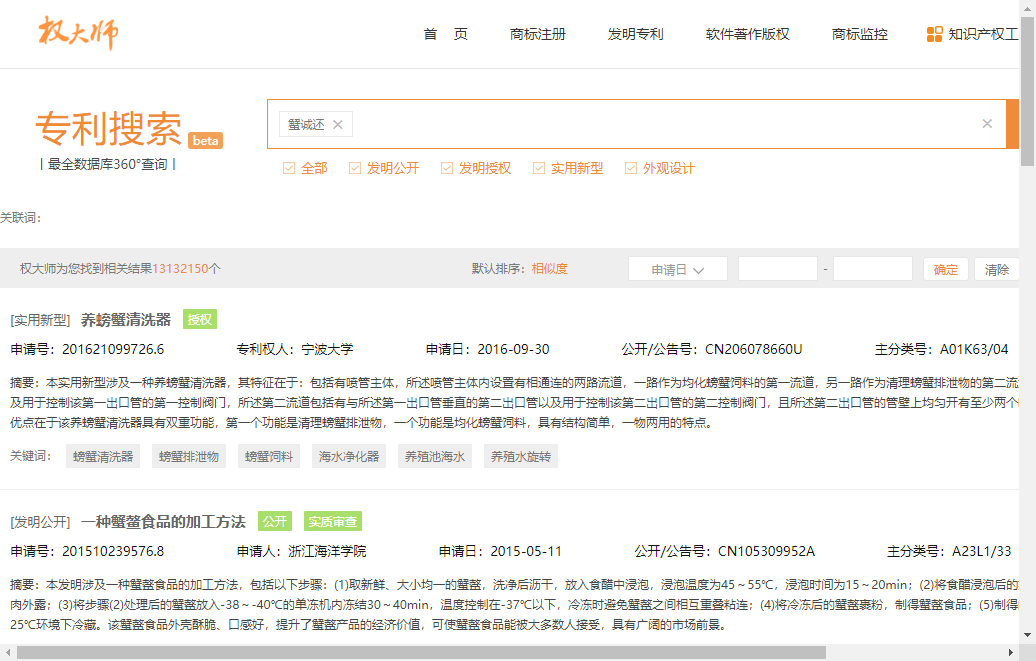 权大师
首 页 商标注册 发明专利 软件著作版权 商标监控 知识产权工
专利搜索 beta
丨最全数据库360°查询丨
蟹诚还
全部 发明公开 发明授权 实用新型 外观设计
关联词:
权大师为您找到相关结果13132150个 默认排序: 相似度 申请日 - 确定 清除
[实用新型] 养螃蟹清洗器 授权
申请号: 201621099726.6 专利权人: 宁波大学 申请日: 2016-09-30 公开/公告号: CN206078660U 主分类号: A01K63/04
摘要: 本实用新型涉及一种养螃蟹清洗器，其特征在于：包括有喷管主体，所述喷管主体内设置有相通连的两路流道，一路作为均化螃蟹饲料的第一流道，另一路作为清理螃蟹排泄物的第二流
及用于控制该第一出口管的第一控制阀门，所述第二流道包括有与所述第一出口管垂直的第二出口管以及用于控制该第二出口管的第二控制阀门，且所述第二出口管的管壁上均匀开有至少两个
优点在于该养螃蟹清洗器具有双重功能，第一个功能是清理螃蟹排泄物，一个功能是均化螃蟹饲料，具有结构简单，一物两用的特点。
关键词: 螃蟹清洗器 螃蟹排泄物 螃蟹饲料 海水净化器 养殖池海水 养殖水旋转
[发明公开] 一种蟹螯食品的加工方法 公开 实质审查
申请号: 201510239576.8 申请人: 浙江海洋学院 申请日: 2015-05-11 公开/公告号: CN105309952A 主分类号: A23L1/33
摘要: 本发明涉及一种蟹螯食品的加工方法，包括以下步骤：(1)取新鲜、大小均一的蟹螯，洗净后沥干，放入食醋中浸泡，浸泡温度为45～55℃，浸泡时间为15～20min；(2)将食醋浸泡后的
肉外露；(3)将步骤(2)处理后的蟹螯放入-38～-40℃的单冻机内冻结30～40min，温度控制在-37℃以下，冷冻时避免蟹螯之间相互重叠粘连；(4)将冷冻后的蟹螯裹粉，制得蟹螯食品；(5)制得
25℃环境下冷藏。该蟹螯食品外壳酥脆、口感好，提升了蟹螯产品的经济价值，可使蟹螯食品能被大多数人接受，具有广阔的市场前景。